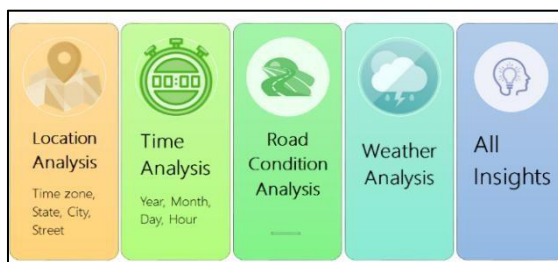 Location
Analysis
Time zone,
State, City,
Street
00:00
Time
Analysis
Year, Month,
Day, Hour
Road
Condition
Analysis
Weather
Analysis
All
Insights